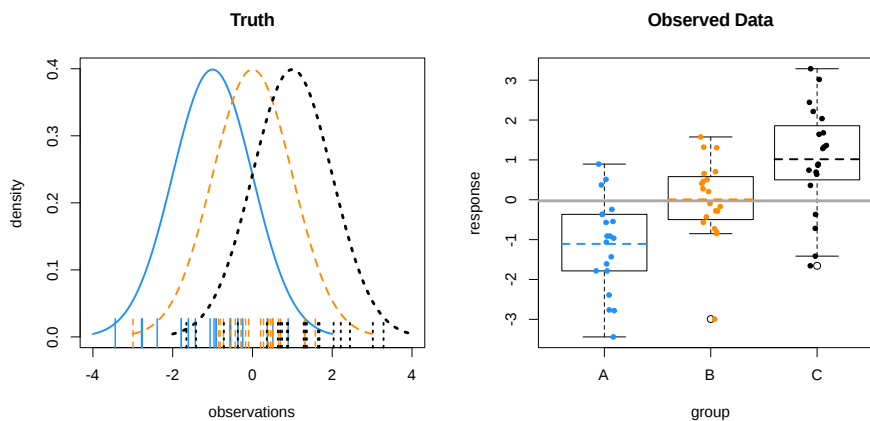 Truth
density
0.0
0.1
0.2
0.3
0.4
-4
-2
0
2
4
observations
Observed Data
response
-3
-2
-1
0
1
2
3
A
B
C
group